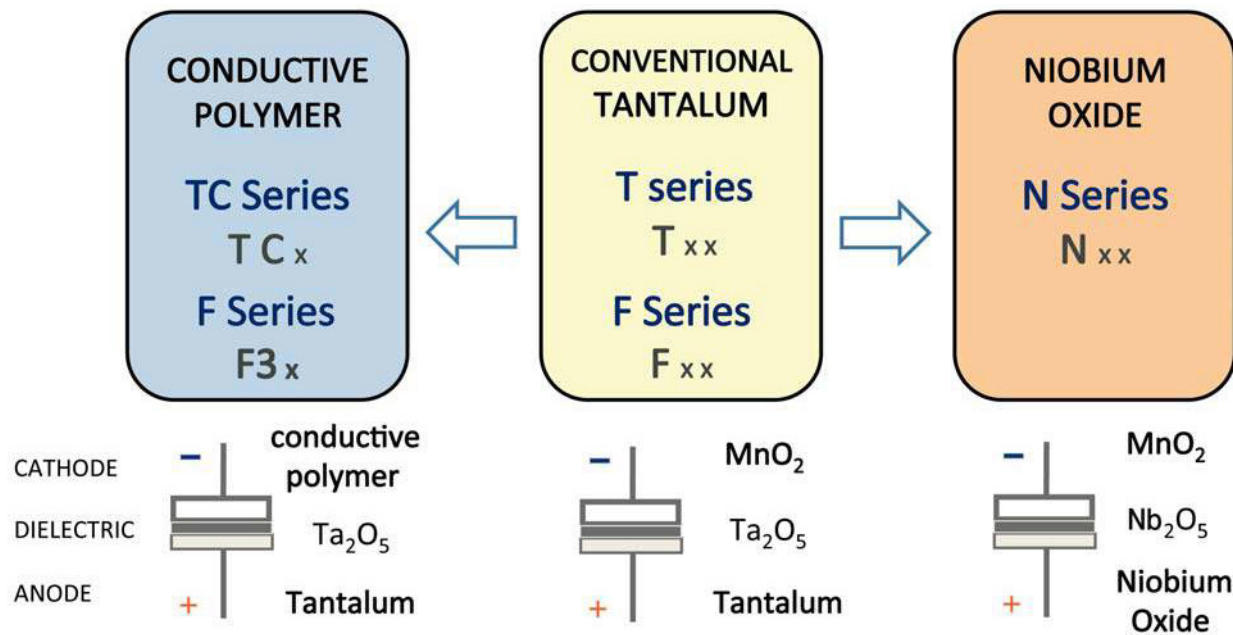 CONDUCTIVE
POLYMER
TC Series
T C x
F Series
F3 x
CONVENTIONAL
TANTALUM
T series
T x x
F Series
F x x
NIOBIUM
OXIDE
N Series
N x x
CATHODE
DIELECTRIC
ANODE
−
conductive
polymer
Ta₂O₅
+
Tantalum
−
MnO₂
Ta₂O₅
+
Tantalum
−
MnO₂
Nb₂O₅
+
Niobium
Oxide